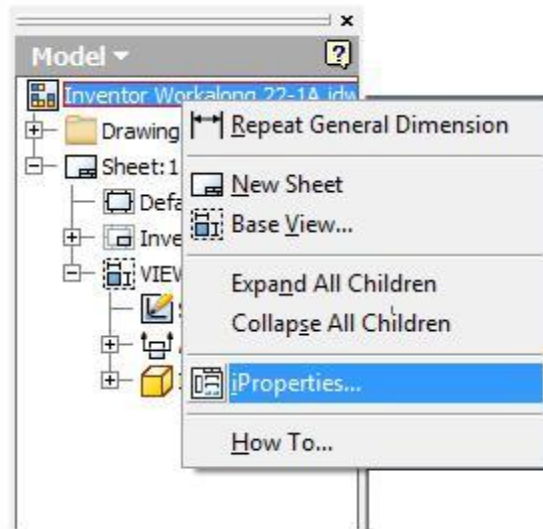 Model
Inventor Workalong 22-1A.idw
Drawing
Repeat General Dimension
Sheet:1
New Sheet
Defa
Base View...
Inve
VIEW
Expand All Children
Collapse All Children
iProperties...
How To...